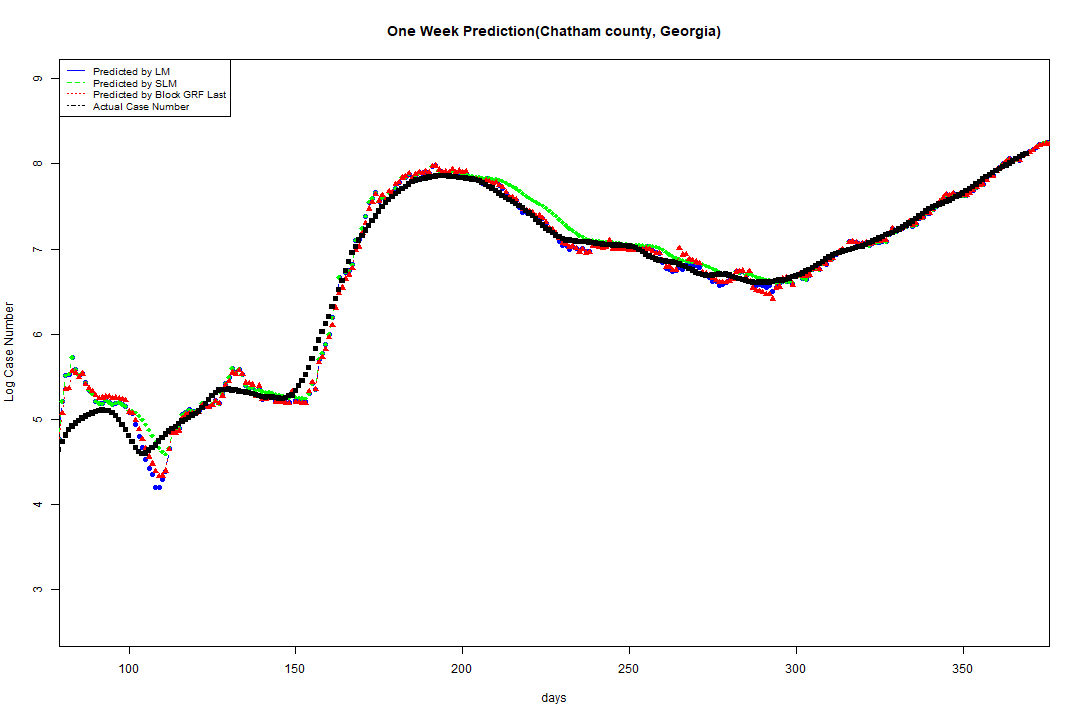 One Week Prediction(Chatham county, Georgia)
Predicted by LM
Predicted by SLM
Predicted by Block GRF Last
Actual Case Number
9
8
7
6
5
4
3
Log Case Number
100 150 200 250 300 350
days